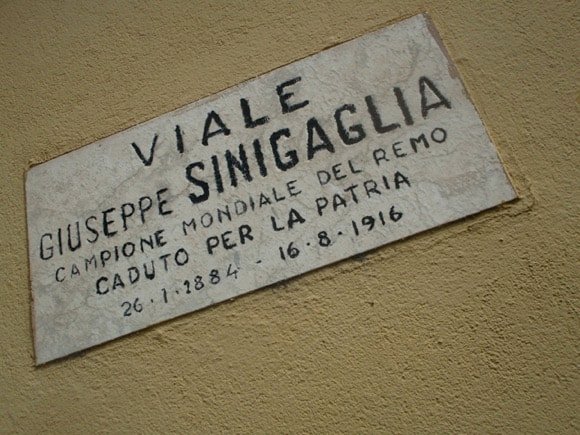 VIALE
GIUSEPPE SINIGAGLIA
CAMPIONE MONDIALE DEL REMO
CADUTO PER LA PATRIA
26·1·1884 - 16·8·1916